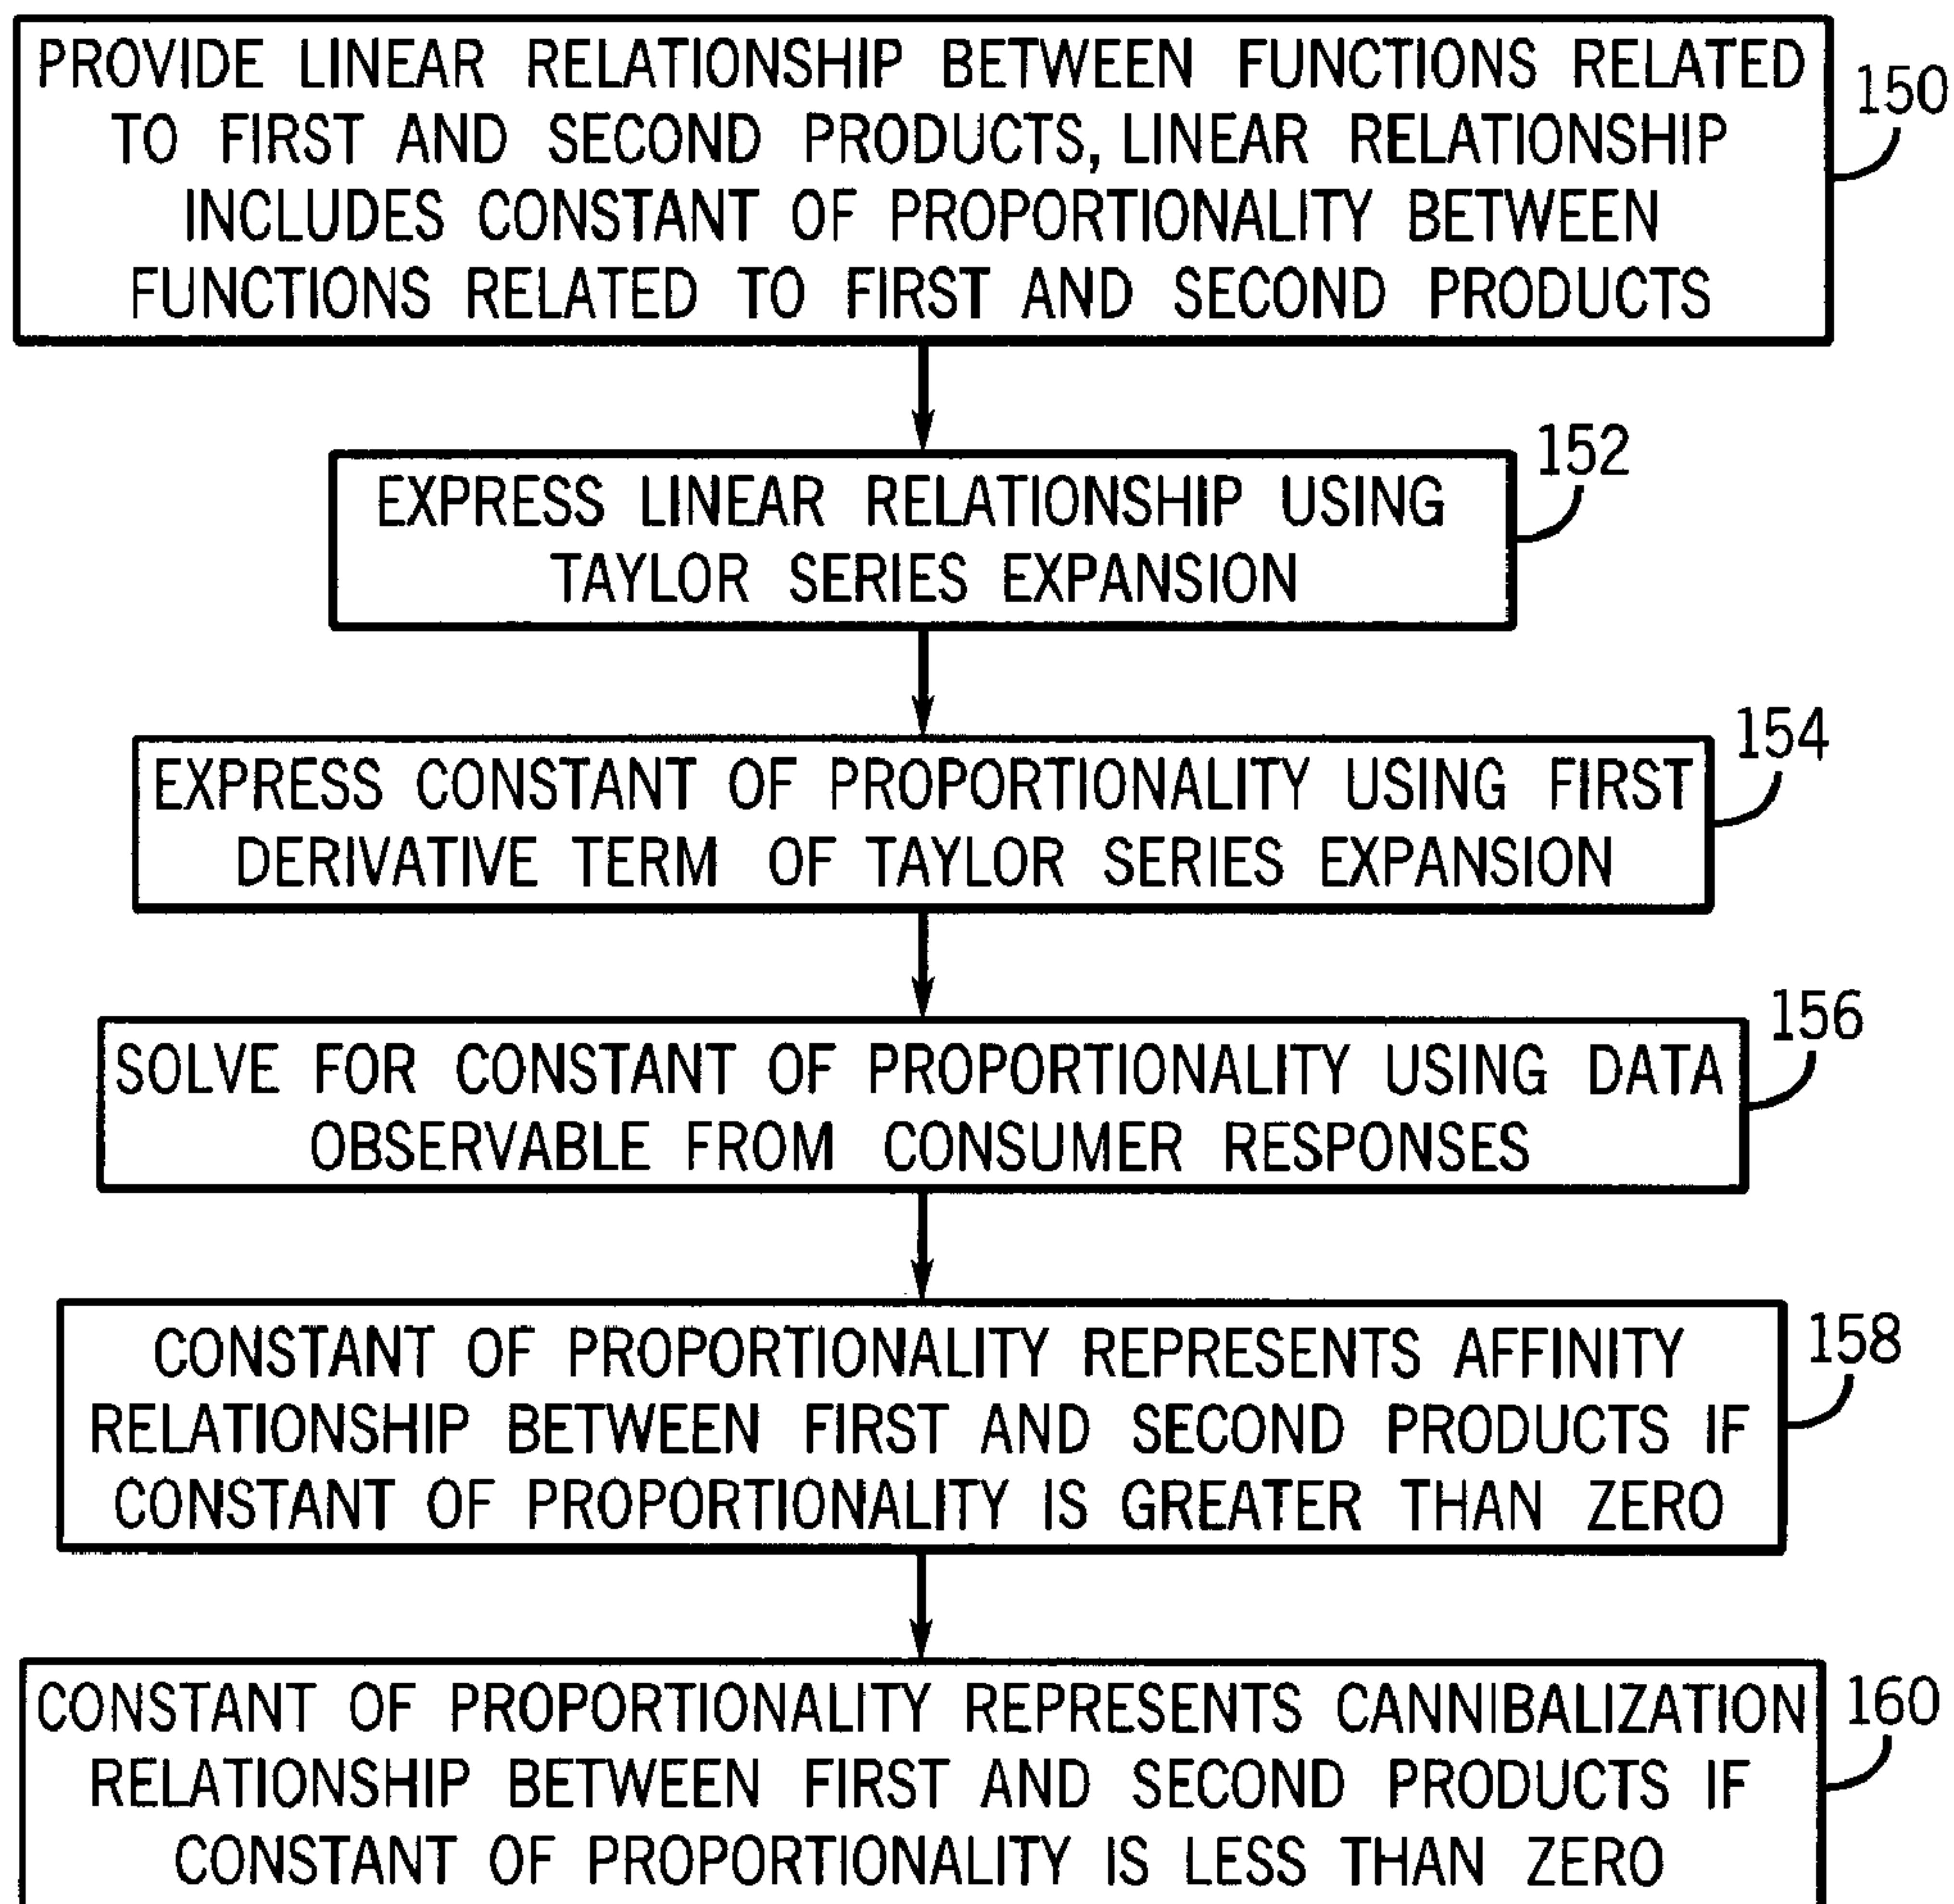 PROVIDE LINEAR RELATIONSHIP BETWEEN FUNCTIONS RELATED
TO FIRST AND SECOND PRODUCTS, LINEAR RELATIONSHIP
INCLUDES CONSTANT OF PROPORTIONALITY BETWEEN
FUNCTIONS RELATED TO FIRST AND SECOND PRODUCTS
150
EXPRESS LINEAR RELATIONSHIP USING
TAYLOR SERIES EXPANSION
152
EXPRESS CONSTANT OF PROPORTIONALITY USING FIRST
DERIVATIVE TERM OF TAYLOR SERIES EXPANSION
154
SOLVE FOR CONSTANT OF PROPORTIONALITY USING DATA
OBSERVABLE FROM CONSUMER RESPONSES
156
CONSTANT OF PROPORTIONALITY REPRESENTS AFFINITY
RELATIONSHIP BETWEEN FIRST AND SECOND PRODUCTS IF
CONSTANT OF PROPORTIONALITY IS GREATER THAN ZERO
158
CONSTANT OF PROPORTIONALITY REPRESENTS CANNIBALIZATION
RELATIONSHIP BETWEEN FIRST AND SECOND PRODUCTS IF
CONSTANT OF PROPORTIONALITY IS LESS THAN ZERO
160